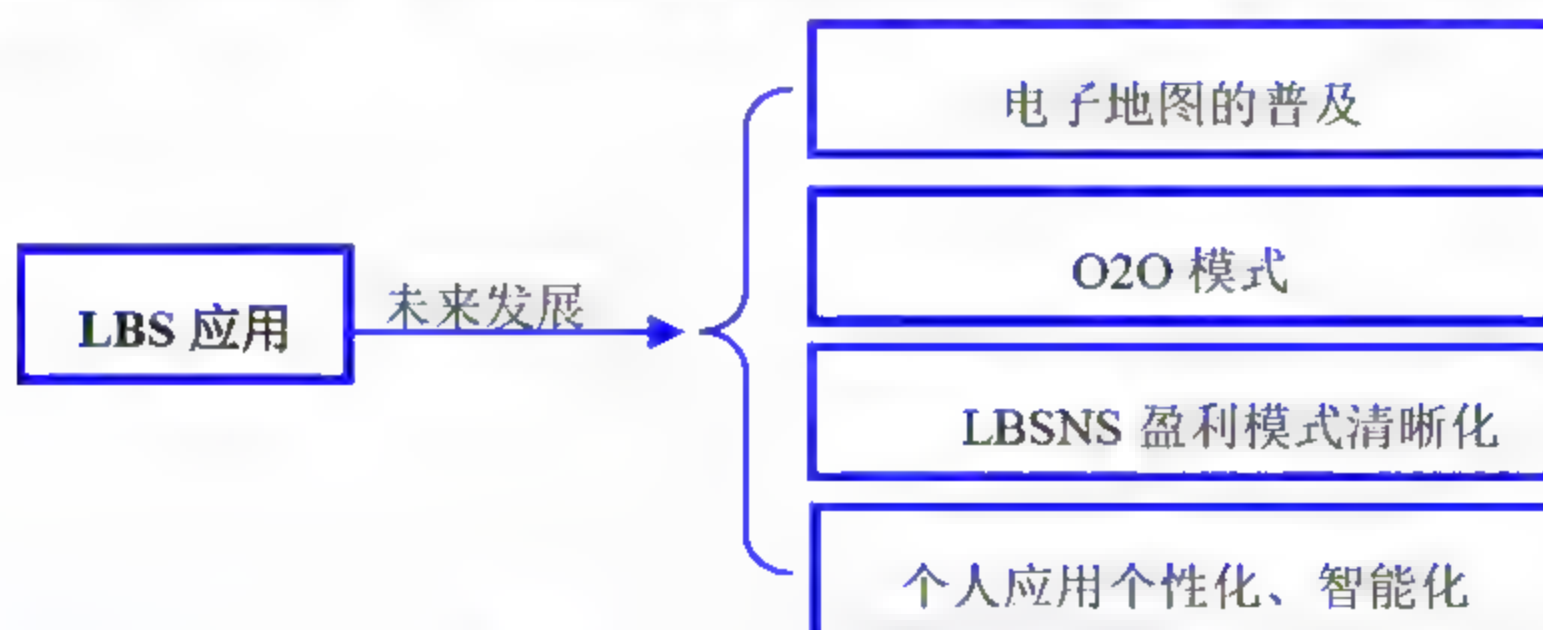 电子地图的普及
O2O 模式
LBS 应用
未来发展
LBSNS 盈利模式清晰化
个人应用个性化、智能化